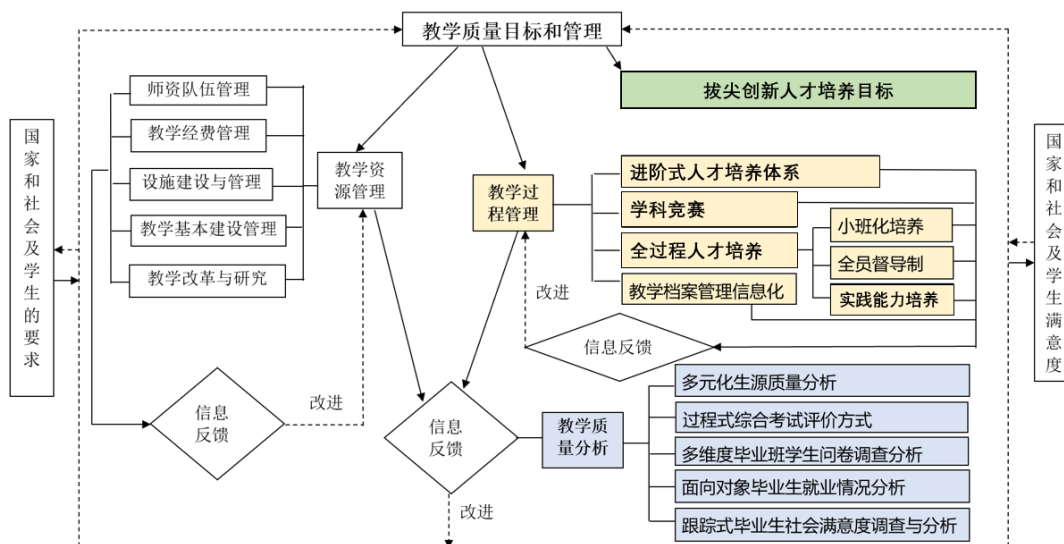 教学质量目标和管理
拔尖创新人才培养目标
师资队伍管理
教学经费管理
设施建设与管理
教学基本建设管理
教学改革与研究
国家和社会及学生的要求
教学资
源管理
教学过
程管理
进阶式人才培养体系
学科竞赛
全过程人才培养
教学档案管理信息化
小班化培养
全员督导制
实践能力培养
国家和社会及学生满意度
改进
信息反馈
信息
反馈
改进
信息
反馈
教学质
量分析
多元化生源质量分析
过程式综合考试评价方式
多维度毕业班学生问卷调查分析
面向对象毕业生就业情况分析
跟踪式毕业生社会满意度调查与分析
改进